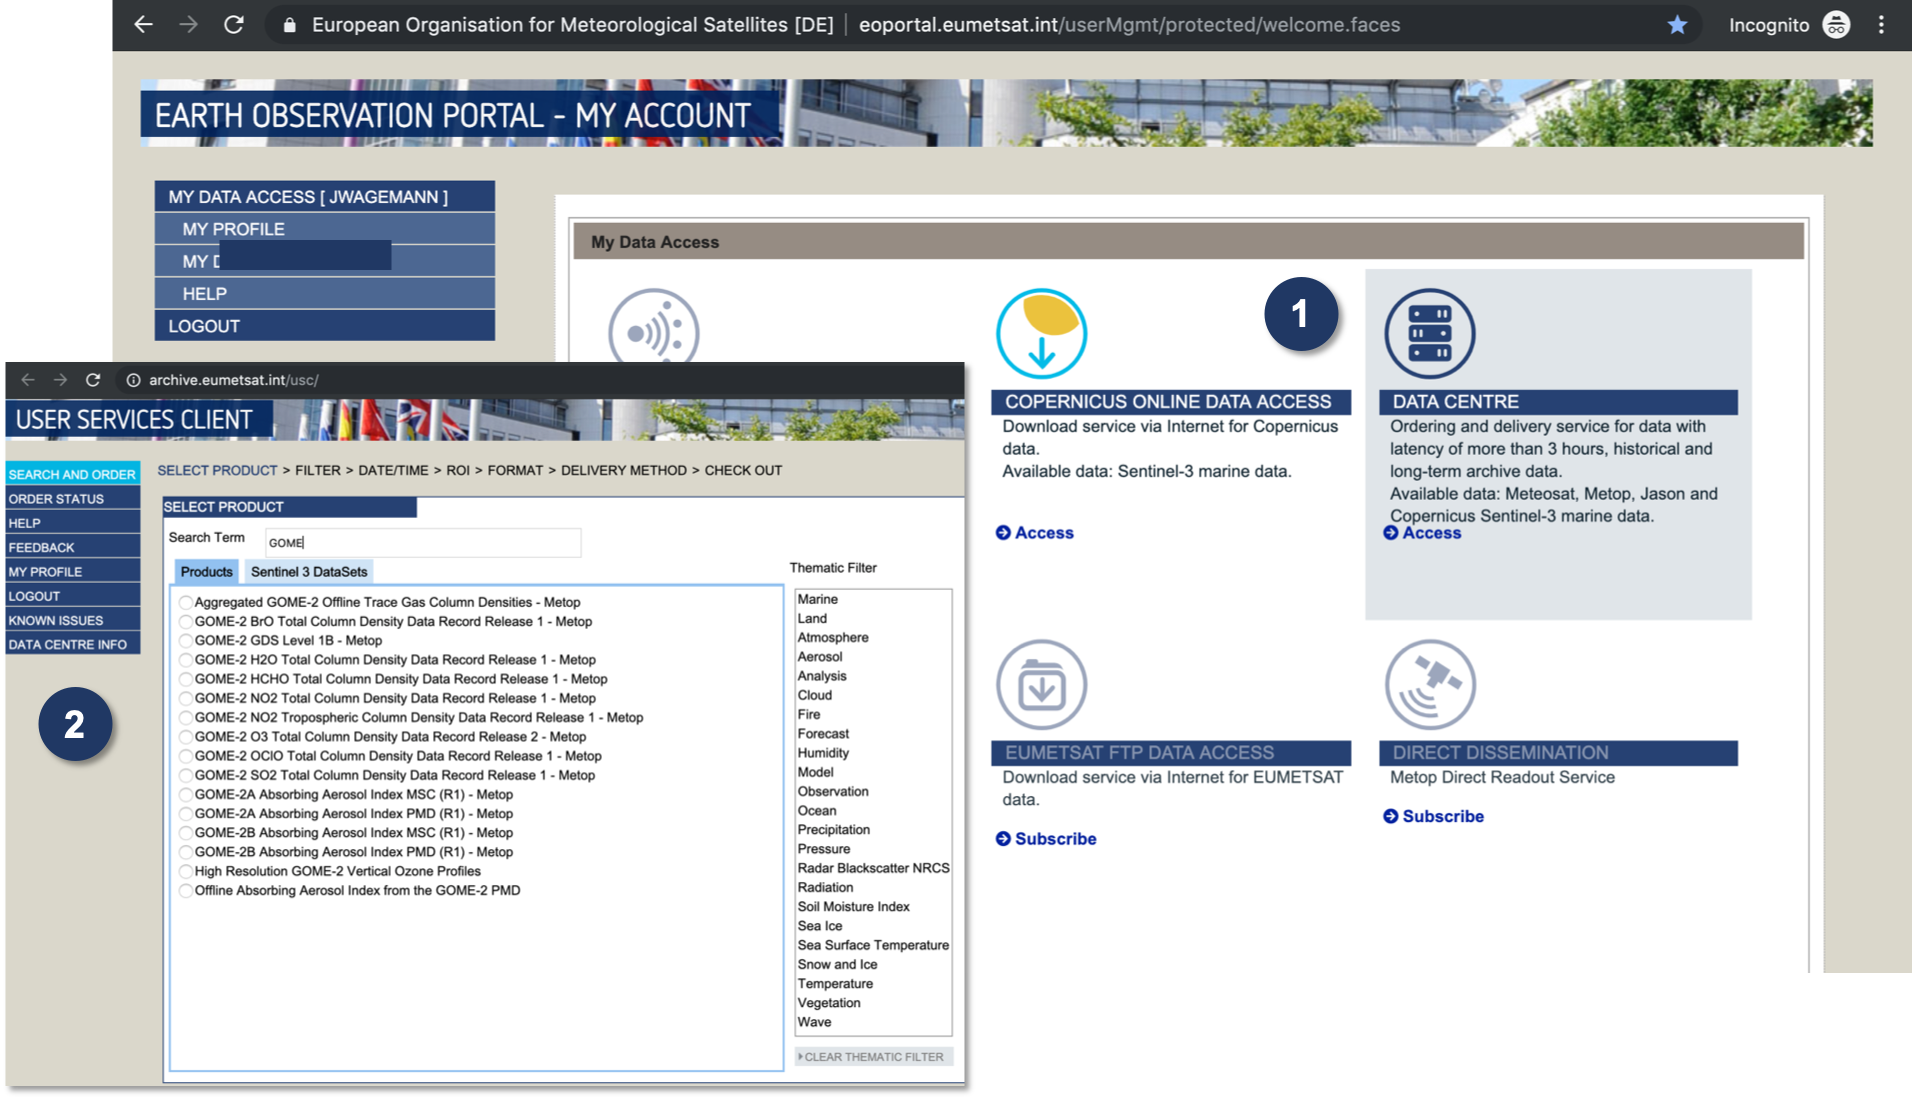 European Organisation for Meteorological Satellites [DE] | eoportal.eumetsat.int/userMgmt/protected/welcome.faces
Incognito
EARTH OBSERVATION PORTAL - MY ACCOUNT
MY DATA ACCESS [ JWAGEMANN ]
MY PROFILE
MY
HELP
LOGOUT
My Data Access
1
COPERNICUS ONLINE DATA ACCESS
Download service via Internet for Copernicus
data.
Available data: Sentinel-3 marine data.
Access
DATA CENTRE
Ordering and delivery service for data with
latency of more than 3 hours, historical and
long-term archive data.
Available data: Meteosat, Metop, Jason and
Copernicus Sentinel-3 marine data.
Access
EUMETSAT FTP DATA ACCESS
Download service via Internet for EUMETSAT
data.
Subscribe
DIRECT DISSEMINATION
Metop Direct Readout Service
Subscribe
archive.eumetsat.int/usc/
USER SERVICES CLIENT
SEARCH AND ORDER
ORDER STATUS
HELP
FEEDBACK
MY PROFILE
LOGOUT
KNOWN ISSUES
DATA CENTRE INFO
2
SELECT PRODUCT > FILTER > DATE/TIME > ROI > FORMAT > DELIVERY METHOD > CHECK OUT
SELECT PRODUCT
Search Term
GOME
Products
Sentinel 3 DataSets
Aggregated GOME-2 Offline Trace Gas Column Densities - Metop
GOME-2 BrO Total Column Density Data Record Release 1 - Metop
GOME-2 GDS Level 1B - Metop
GOME-2 H2O Total Column Density Data Record Release 1 - Metop
GOME-2 HCHO Total Column Density Data Record Release 1 - Metop
GOME-2 NO2 Total Column Density Data Record Release 1 - Metop
GOME-2 NO2 Tropospheric Column Density Data Record Release 1 - Metop
GOME-2 O3 Total Column Density Data Record Release 2 - Metop
GOME-2 OClO Total Column Density Data Record Release 1 - Metop
GOME-2 SO2 Total Column Density Data Record Release 1 - Metop
GOME-2A Absorbing Aerosol Index MSC (R1) - Metop
GOME-2A Absorbing Aerosol Index PMD (R1) - Metop
GOME-2B Absorbing Aerosol Index MSC (R1) - Metop
GOME-2B Absorbing Aerosol Index PMD (R1) - Metop
High Resolution GOME-2 Vertical Ozone Profiles
Offline Absorbing Aerosol Index from the GOME-2 PMD
Thematic Filter
Marine
Land
Atmosphere
Aerosol
Analysis
Cloud
Fire
Forecast
Humidity
Model
Observation
Ocean
Precipitation
Pressure
Radar Blackscatter NRCS
Radiation
Soil Moisture Index
Sea Ice
Sea Surface Temperature
Snow and Ice
Temperature
Vegetation
Wave
CLEAR THEMATIC FILTER